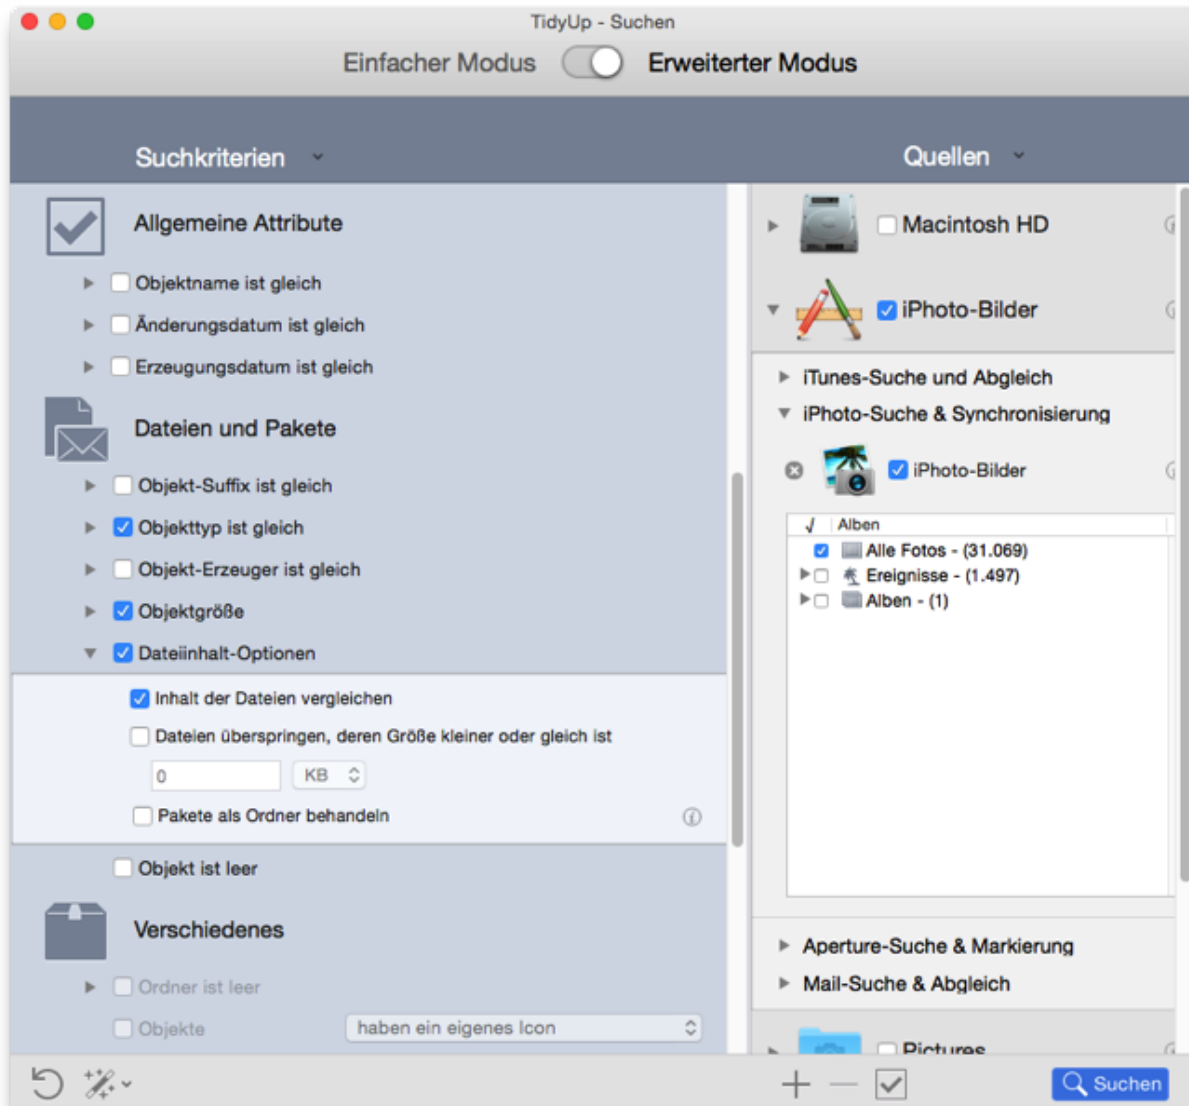 TidyUp - Suchen
Einfacher Modus
Erweiterter Modus
Suchkriterien
Allgemeine Attribute
Objektname ist gleich
Änderungsdatum ist gleich
Erzeugungsdatum ist gleich
Dateien und Pakete
Objekt-Suffix ist gleich
Objekttyp ist gleich
Objekt-Erzeuger ist gleich
Objektgröße
Dateiinhalt-Optionen
Inhalt der Dateien vergleichen
Dateien überspringen, deren Größe kleiner oder gleich ist
0 KB
Pakete als Ordner behandeln
Objekt ist leer
Verschiedenes
Ordner ist leer
Objekte haben ein eigenes Icon
Quellen
Macintosh HD
iPhoto-Bilder
iTunes-Suche und Abgleich
iPhoto-Suche & Synchronisierung
iPhoto-Bilder
√ Alben
Alle Fotos - (31.069)
Ereignisse - (1.497)
Alben - (1)
Aperture-Suche & Markierung
Mail-Suche & Abgleich
Pictures
Suchen